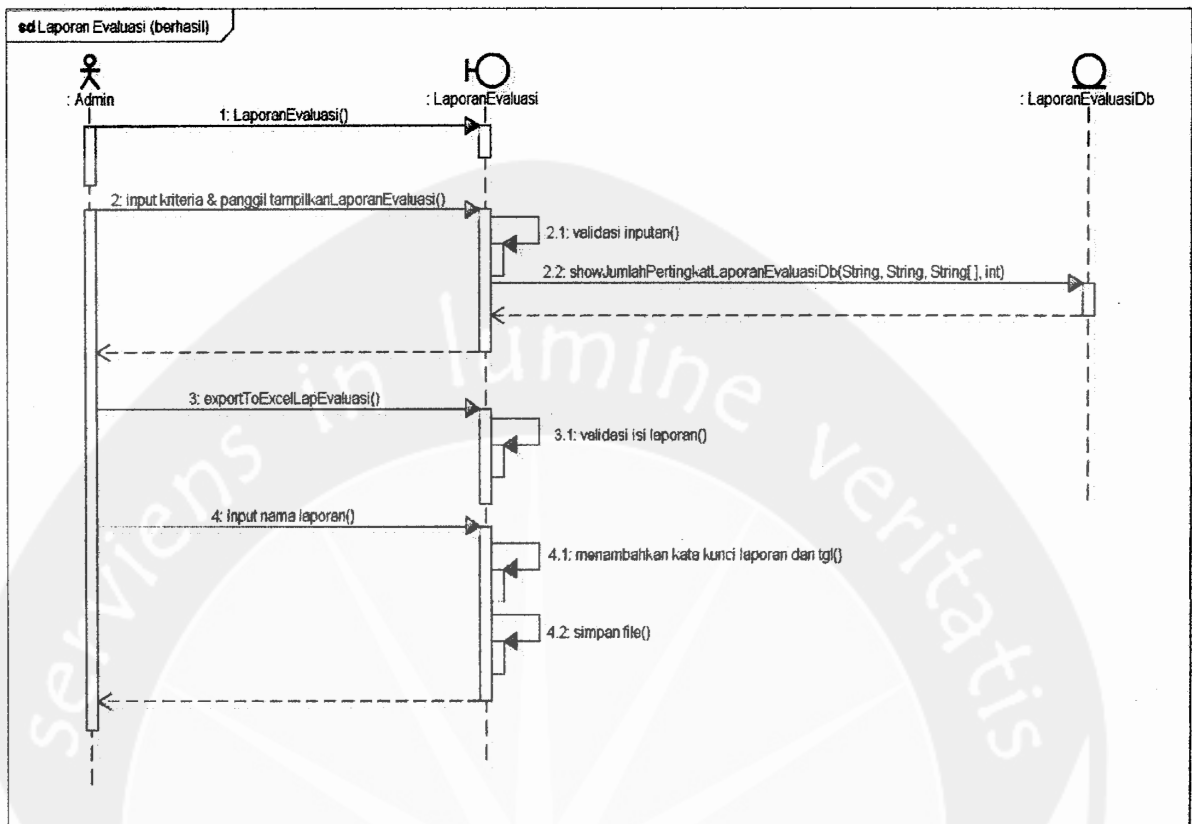 sd Laporan Evaluasi (berhasil)
: Admin
: LaporanEvaluasi
: LaporanEvaluasiDb
1: LaporanEvaluasi()
2: input kriteria & panggil tampilkanLaporanEvaluasi()
2.1: validasi inputan()
2.2: showJumlahPertingkatLaporanEvaluasiDb(String, String, String[ ], int)
3: exportToExcelLapEvaluasi()
3.1: validasi isi laporan()
4: input nama laporan()
4.1: menambahkan kata kunci laporan dan tgl()
4.2: simpan file()
serviens in lumine veritatis